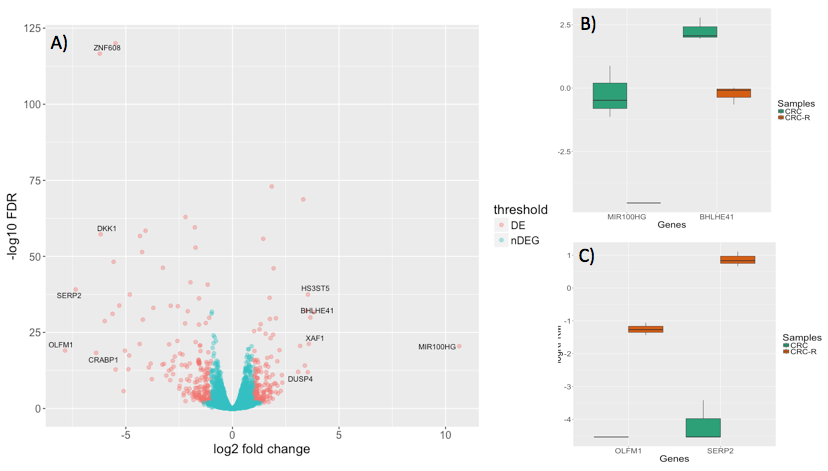 A)
125
100
75
50
25
0
-5
0
5
10
-log10 FDR
log2 fold change
ZNF608
DKK1
SERP2
OLFM1
CRABP1
HS3ST5
BHLHE41
XAF1
DUSP4
MIR100HG
threshold
DE
nDEG
B)
2.5
0.0
-2.5
MIR100HG
BHLHE41
Genes
Samples
CRC
CRC-R
C)
1
0
-1
-2
-3
-4
OLFM1
SERP2
Genes
Samples
CRC
CRC-R